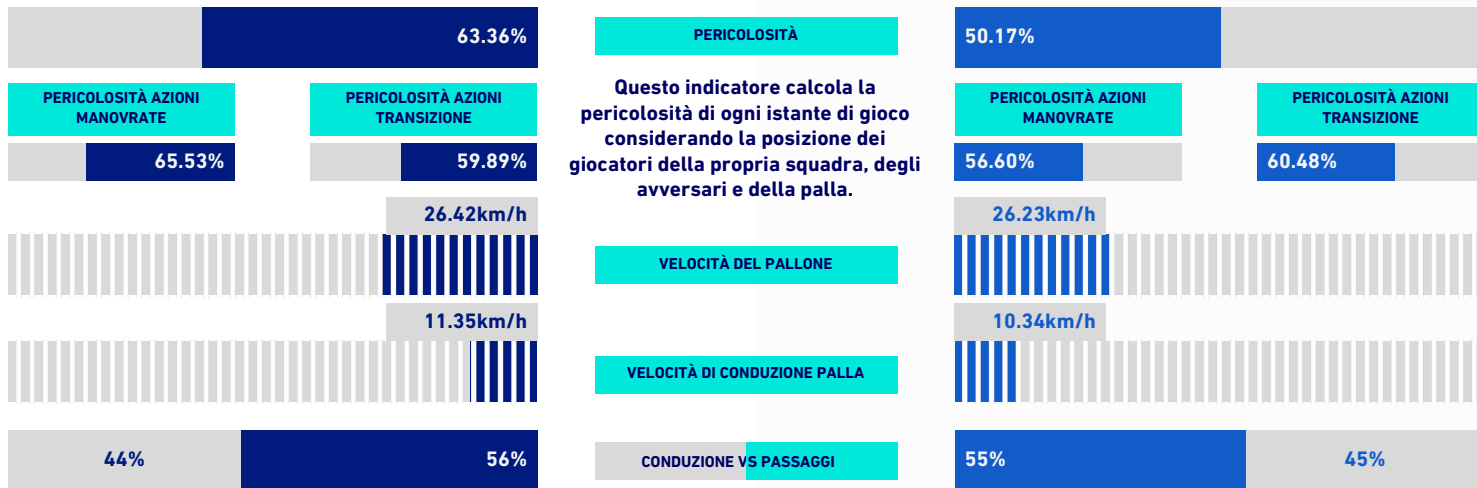 63.36%
PERICOLOSITÀ
50.17%
PERICOLOSITÀ AZIONI
MANOVRATE
PERICOLOSITÀ AZIONI
TRANSIZIONE
Questo indicatore calcola la
pericolosità di ogni istante di gioco
considerando la posizione dei
giocatori della propria squadra, degli
avversari e della palla.
PERICOLOSITÀ AZIONI
MANOVRATE
PERICOLOSITÀ AZIONI
TRANSIZIONE
65.53%
59.89%
56.60%
60.48%
26.42km/h
26.23km/h
VELOCITÀ DEL PALLONE
11.35km/h
10.34km/h
VELOCITÀ DI CONDUZIONE PALLA
44%
56%
CONDUZIONE VS PASSAGGI
55%
45%